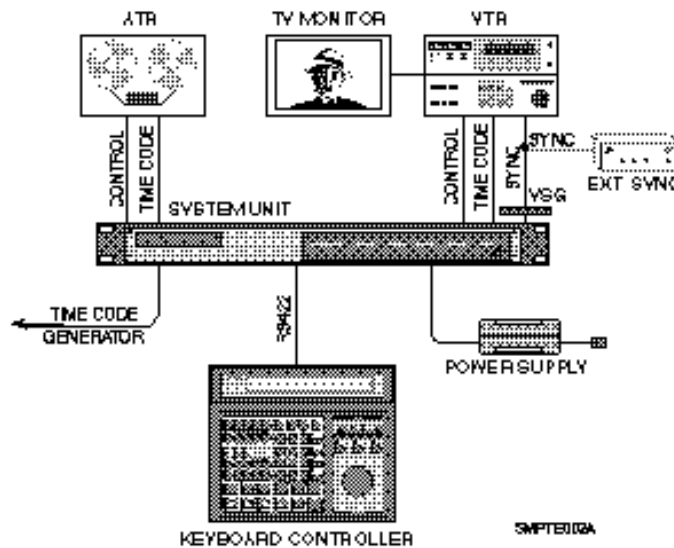 ATR
TV MONITOR
VTR
CONTROL
TIME CODE
CONTROL
TIME CODE
SYNC
SYNC
EXT SYNC
VSG
SYSTEM UNIT
TIME CODE
GENERATOR
RS422
POWER SUPPLY
KEYBOARD CONTROLLER
SMPTE002A